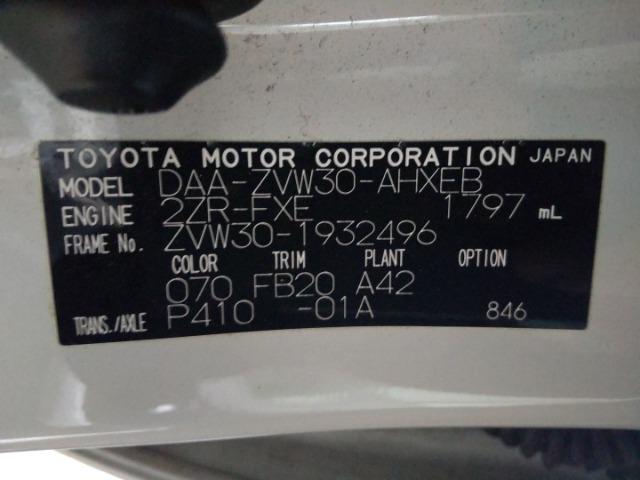 TOYOTA MOTOR CORPORATION JAPAN
MODEL DAA-ZVW30-AHXEB
ENGINE 2ZR-FXE 1797 mL
FRAME No. ZVW30-1932496
COLOR TRIM PLANT OPTION
070 FB20 A42
TRANS./AXLE P410 -01A 846